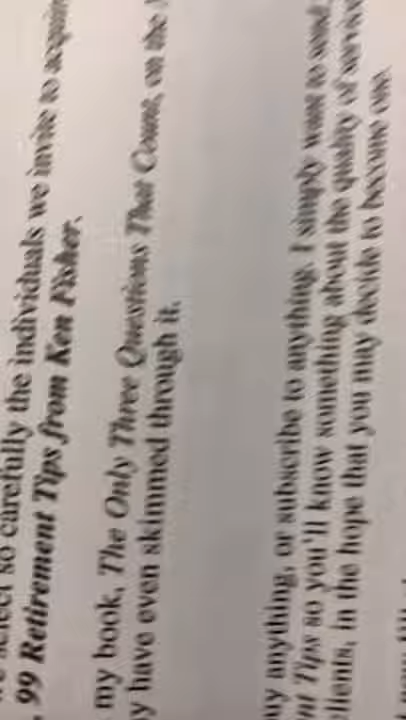 select so carefully the individuals we invite to acquire
99 Retirement Tips from Ken Fisher.
my book, The Only Three Questions That Count, on the
y have even skimmed through it.
uy anything, or subscribe to anything. I simply want to send
nt Tips so you'll know something about the quality of service
lients, in the hope that you may decide to become one.